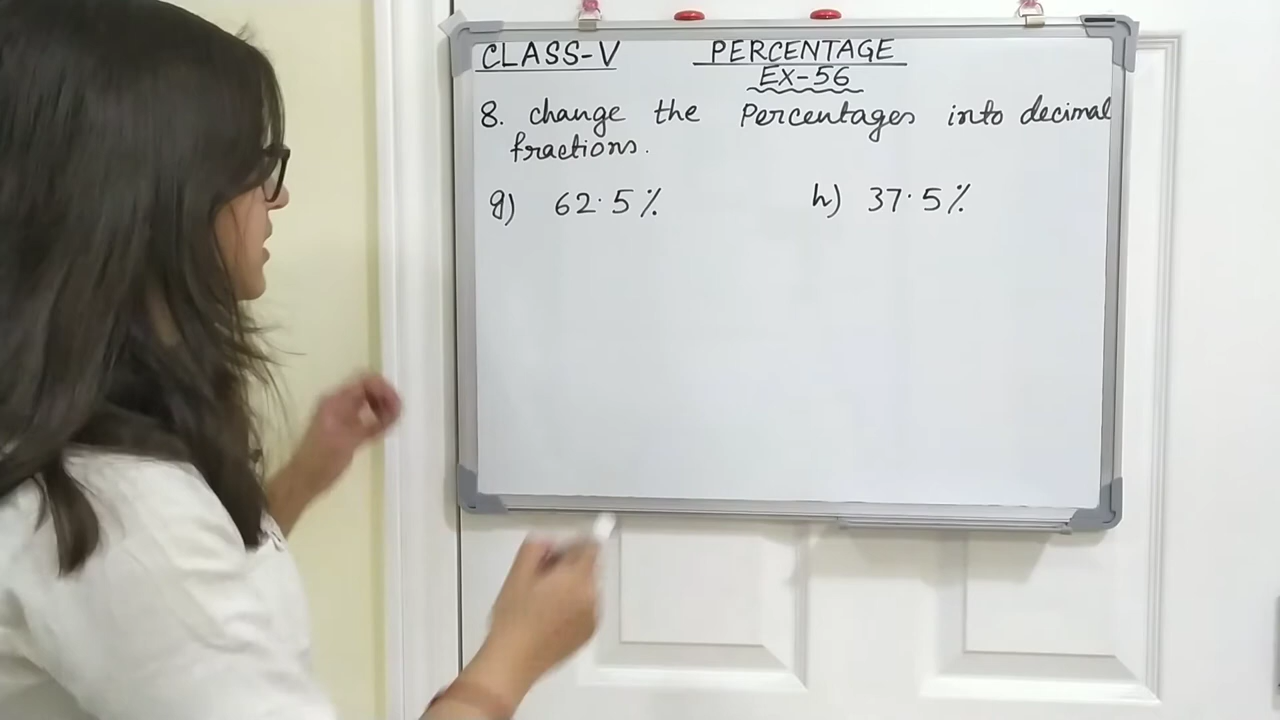 CLASS-V PERCENTAGE
EX-56
8. change the Percentages into decimal
fractions.
g) 62.5% h) 37.5%